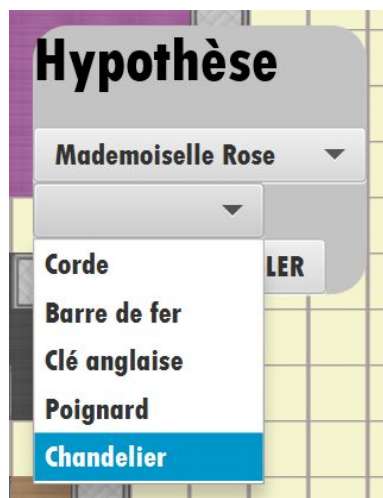 Hypothèse
Mademoiselle Rose
Corde
LER
Barre de fer
Clé anglaise
Poignard
Chandelier